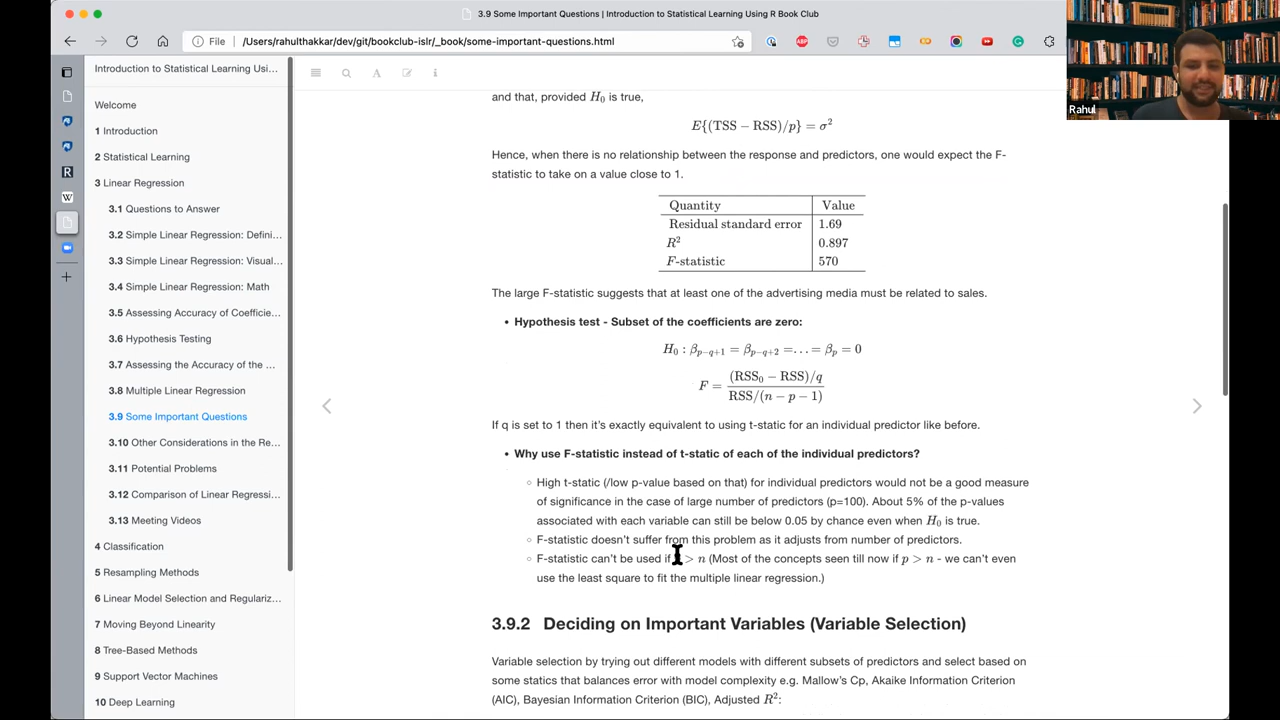 3.9 Some Important Questions | Introduction to Statistical Learning Using R Book Club
File /Users/rahulthakkar/dev/git/bookclub-islr/_book/some-important-questions.html
ABP
Rahul
Introduction to Statistical Learning Usi...
Welcome
1 Introduction
2 Statistical Learning
3 Linear Regression
3.1 Questions to Answer
3.2 Simple Linear Regression: Defini...
3.3 Simple Linear Regression: Visual...
3.4 Simple Linear Regression: Math
3.5 Assessing Accuracy of Coefficie...
3.6 Hypothesis Testing
3.7 Assessing the Accuracy of the ...
3.8 Multiple Linear Regression
3.9 Some Important Questions
3.10 Other Considerations in the Re...
3.11 Potential Problems
3.12 Comparison of Linear Regressi...
3.13 Meeting Videos
4 Classification
5 Resampling Methods
6 Linear Model Selection and Regulariz...
7 Moving Beyond Linearity
8 Tree-Based Methods
9 Support Vector Machines
10 Deep Learning
and that, provided H₀ is true,
E{(TSS − RSS)/p} = σ²
Hence, when there is no relationship between the response and predictors, one would expect the F-
statistic to take on a value close to 1.
Quantity Value
Residual standard error 1.69
R² 0.897
F-statistic 570
The large F-statistic suggests that at least one of the advertising media must be related to sales.
• Hypothesis test - Subset of the coefficients are zero:
H₀ : βp−q+1 = βp−q+2 =. . . = βp = 0
F = (RSS₀ − RSS)/q
RSS/(n − p − 1)
If q is set to 1 then it's exactly equivalent to using t-static for an individual predictor like before.
• Why use F-statistic instead of t-static of each of the individual predictors?
◦ High t-static (/low p-value based on that) for individual predictors would not be a good measure
of significance in the case of large number of predictors (p=100). About 5% of the p-values
associated with each variable can still be below 0.05 by chance even when H₀ is true.
◦ F-statistic doesn't suffer from this problem as it adjusts from number of predictors.
◦ F-statistic can't be used if > n (Most of the concepts seen till now if p > n - we can't even
use the least square to fit the multiple linear regression.)
3.9.2 Deciding on Important Variables (Variable Selection)
Variable selection by trying out different models with different subsets of predictors and select based on
some statics that balances error with model complexity e.g. Mallow's Cp, Akaike Information Criterion
(AIC), Bayesian Information Criterion (BIC), Adjusted R²: